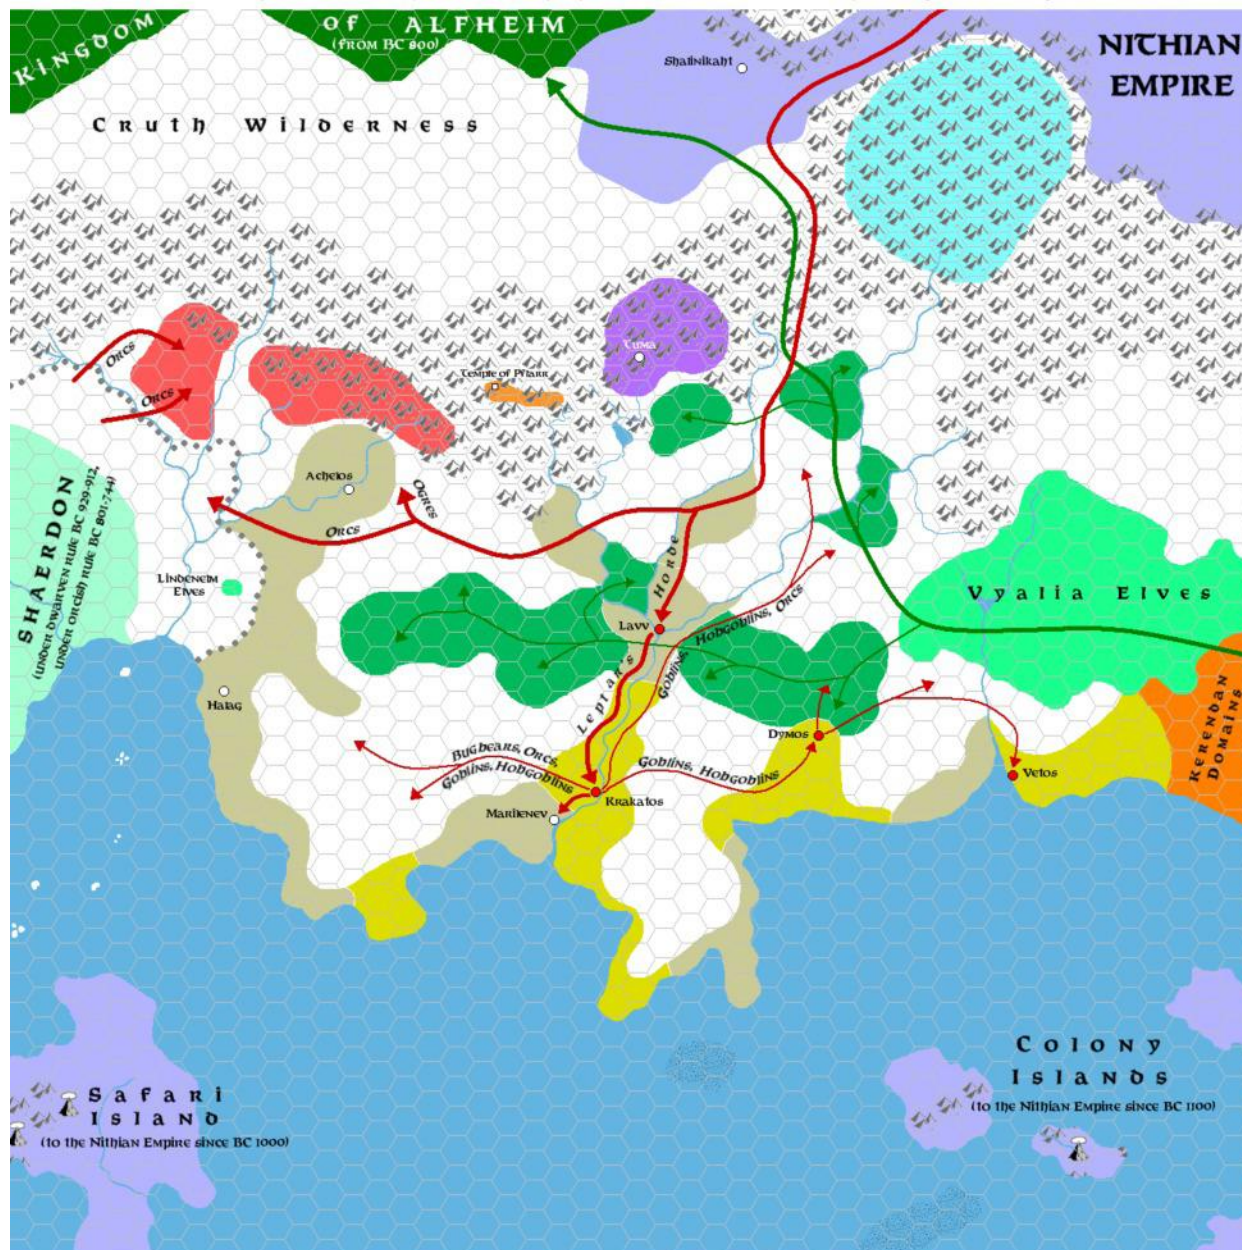 KINGDOM
OF ALFHEIM
(FROM BC 800)
Shatinikaht
NITHIAN
EMPIRE
Cruth Wilderness
Tuma
Temple of Pflarr
Orcs
Orcs
Achelos
Ogres
Orcs
SHAERDON
(UNDER DWARVEN RULE BC 929-912,
UNDER ORCISH RULE BC 801-744)
Lindenelm
Elves
Horde
Lavv
Leptar's
Goblins, Hobgoblins, Orcs
Vyalia Elves
Kerendan
Domains
Halag
Dymos
Bugbears, Orcs,
Goblins, Hobgoblins
Goblins, Hobgoblins
Velos
Krakatos
Marilenev
Safari
Island
(to the Nithian Empire since BC 1000)
Colony
Islands
(to the Nithian Empire since BC 1100)